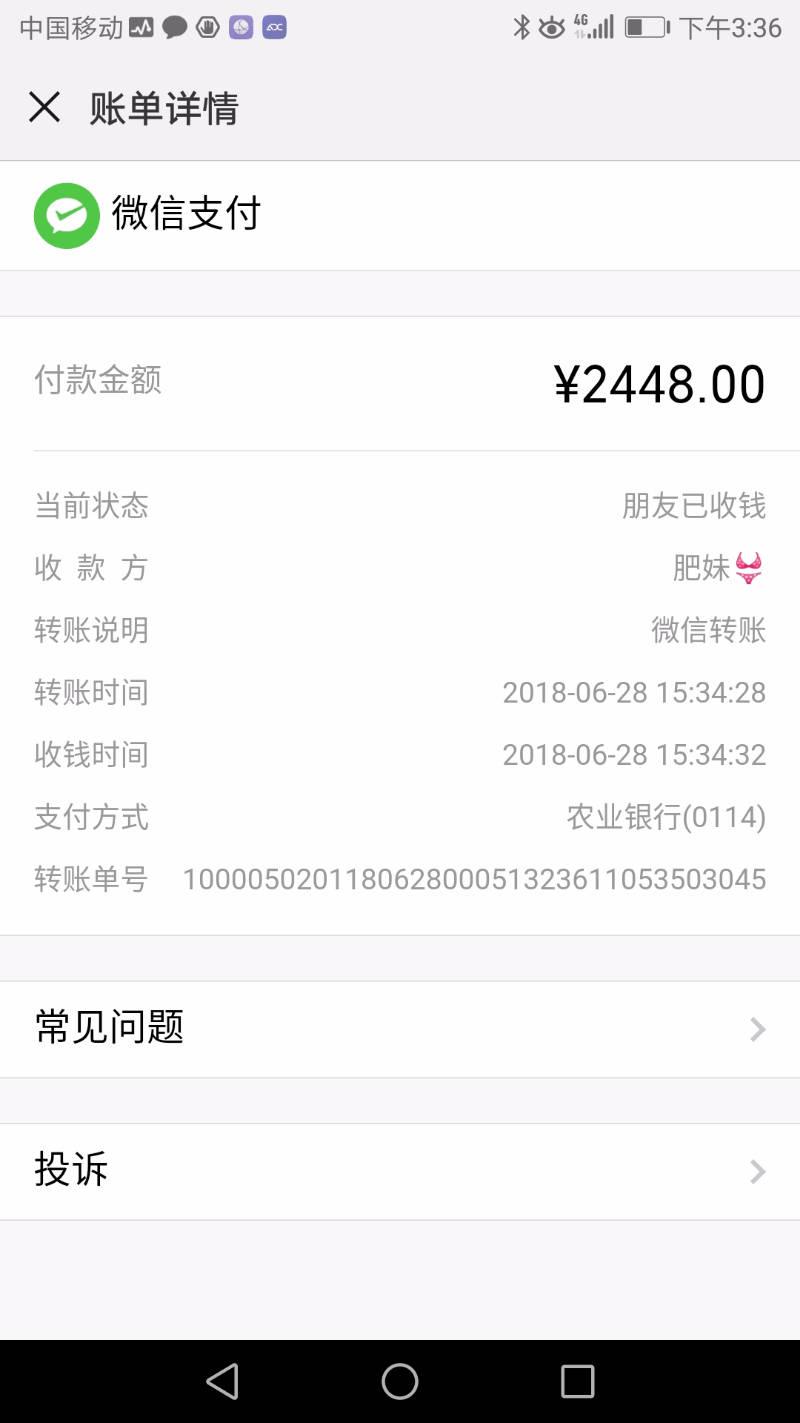 中国移动 4G 下午3:36
账单详情
微信支付
付款金额 ¥2448.00
当前状态 朋友已收钱
收款方 肥妹👙
转账说明 微信转账
转账时间 2018-06-28 15:34:28
收钱时间 2018-06-28 15:34:32
支付方式 农业银行(0114)
转账单号 1000050201180628000513236110535030​45
常见问题
投诉